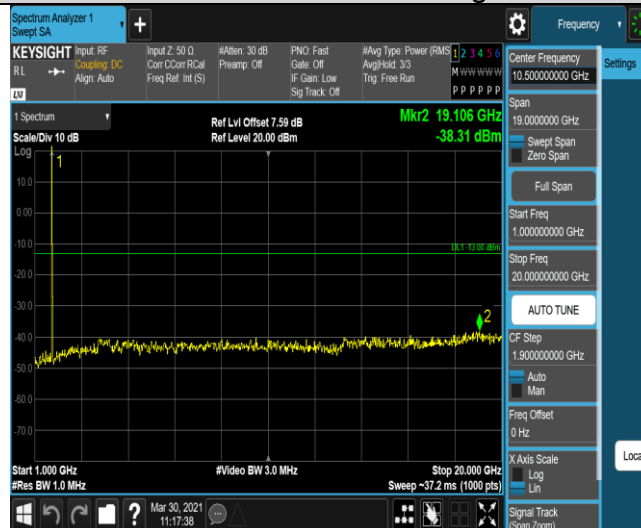 Spectrum Analyzer 1
Swept SA
Frequency
KEYSIGHT
RL
LXI
Input: RF
Coupling: DC
Align: Auto
Input Z: 50 Ω
Corr CCorr RCal
Freq Ref: Int (S)
#Atten: 30 dB
Preamp: Off
PNO: Fast
Gate: Off
IF Gain: Low
Sig Track: Off
#Avg Type: Power (RMS
Avg|Hold: 3/3
Trig: Free Run
1 2 3 4 5 6
M W W W W W
P P P P P P
1 Spectrum
Scale/Div 10 dB
Log
Ref Lvl Offset 7.59 dB
Ref Level 20.00 dBm
Mkr2 19.106 GHz
-38.31 dBm
1
10.0
0.00
-10.0
DL1 -13.00 dBm
-20.0
-30.0
2
-40.0
-50.0
-60.0
-70.0
Start 1.000 GHz
#Res BW 1.0 MHz
#Video BW 3.0 MHz
Stop 20.000 GHz
Sweep ~37.2 ms (1000 pts)
Mar 30, 2021
11:17:38
?
Center Frequency
10.500000000 GHz
Span
19.0000000 GHz
Swept Span
Zero Span
Full Span
Start Freq
1.000000000 GHz
Stop Freq
20.000000000 GHz
AUTO TUNE
CF Step
1.900000000 GHz
Auto
Man
Freq Offset
0 Hz
X Axis Scale
Log
Lin
Signal Track
(Span Zoom)
Settings
Loca